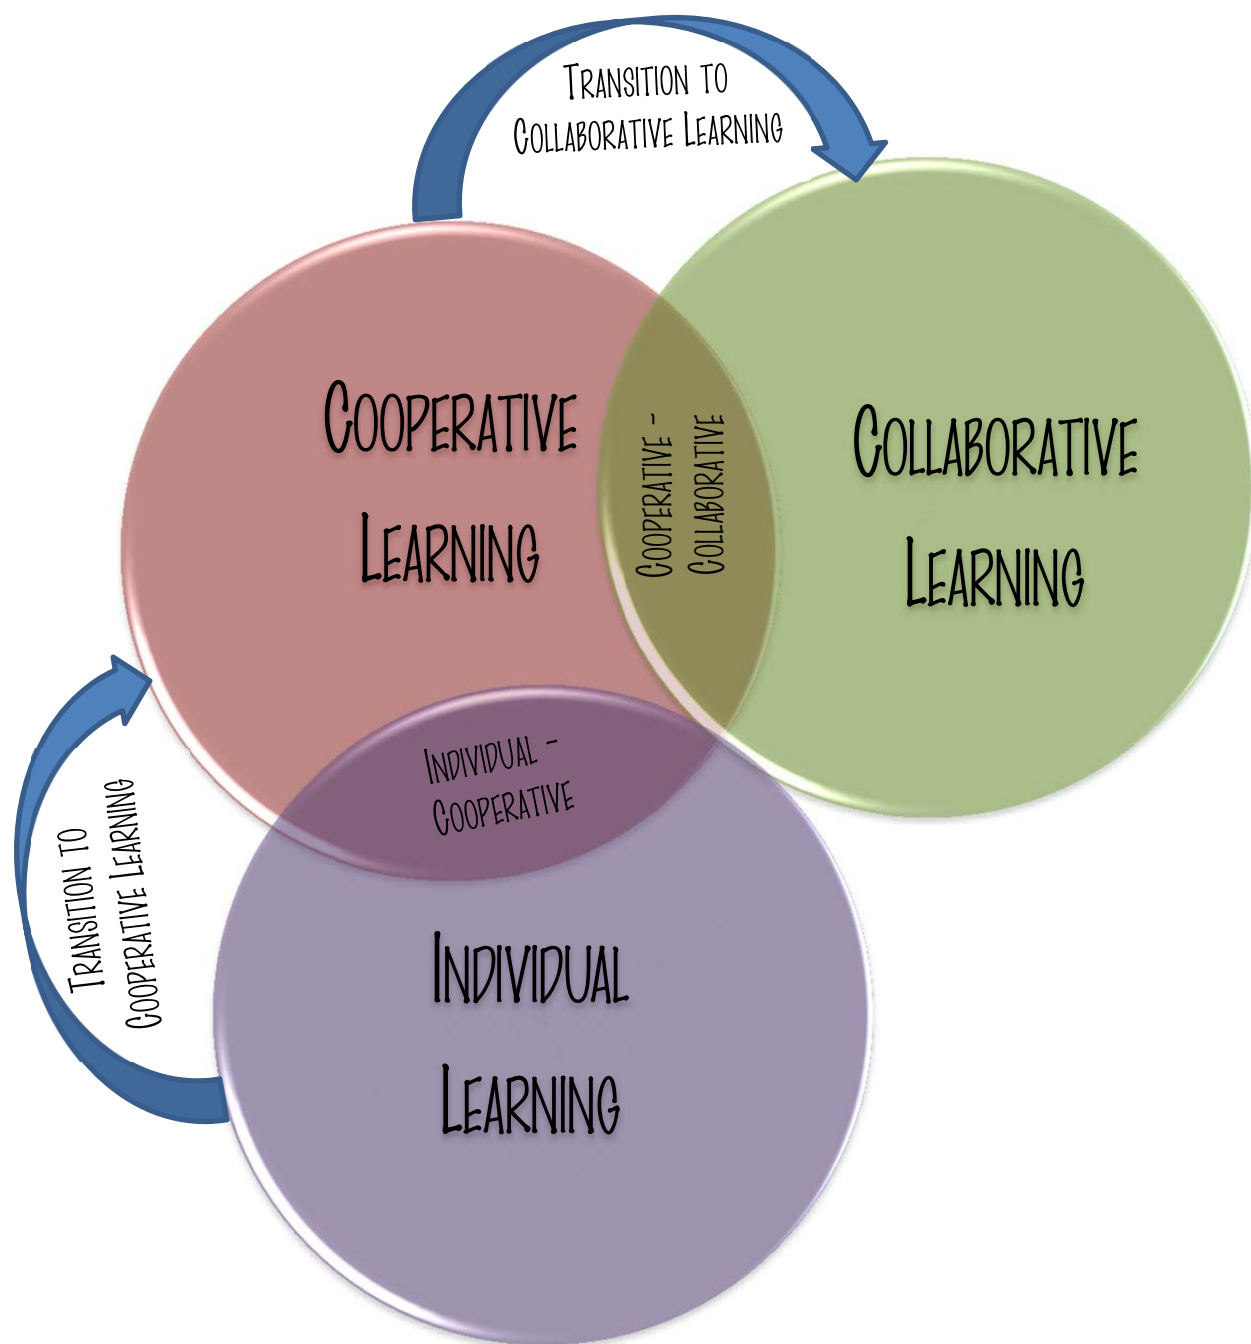 Transition to
Collaborative Learning
Cooperative
Learning
Cooperative -
Collaborative
Collaborative
Learning
Individual -
Cooperative
Transition to
Cooperative Learning
Individual
Learning